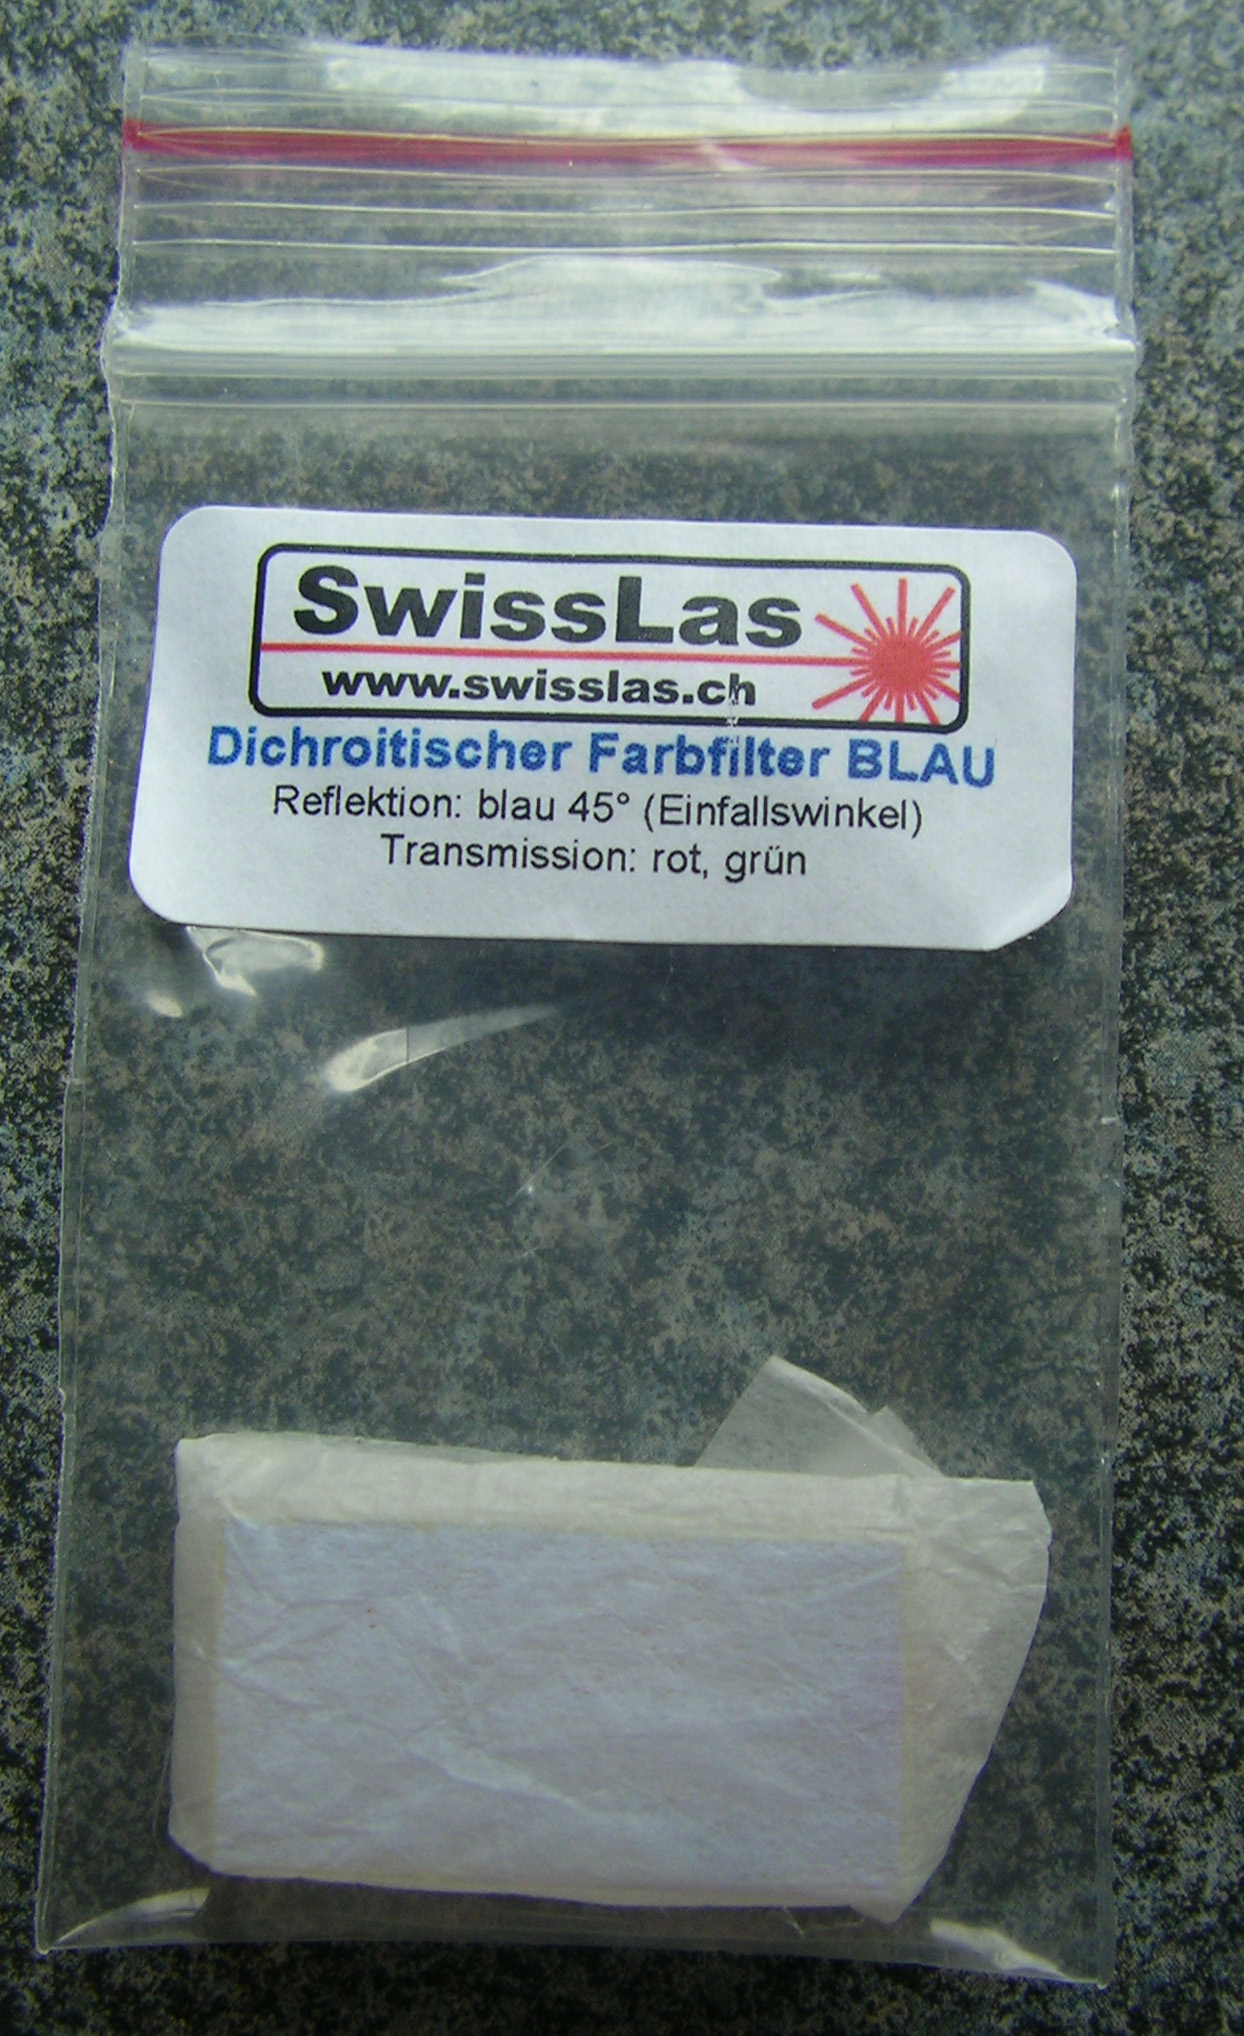 SwissLas
www.swisslas.ch
Dichroitischer Farbfilter BLAU
Reflektion: blau 45° (Einfallswinkel)
Transmission: rot, grün